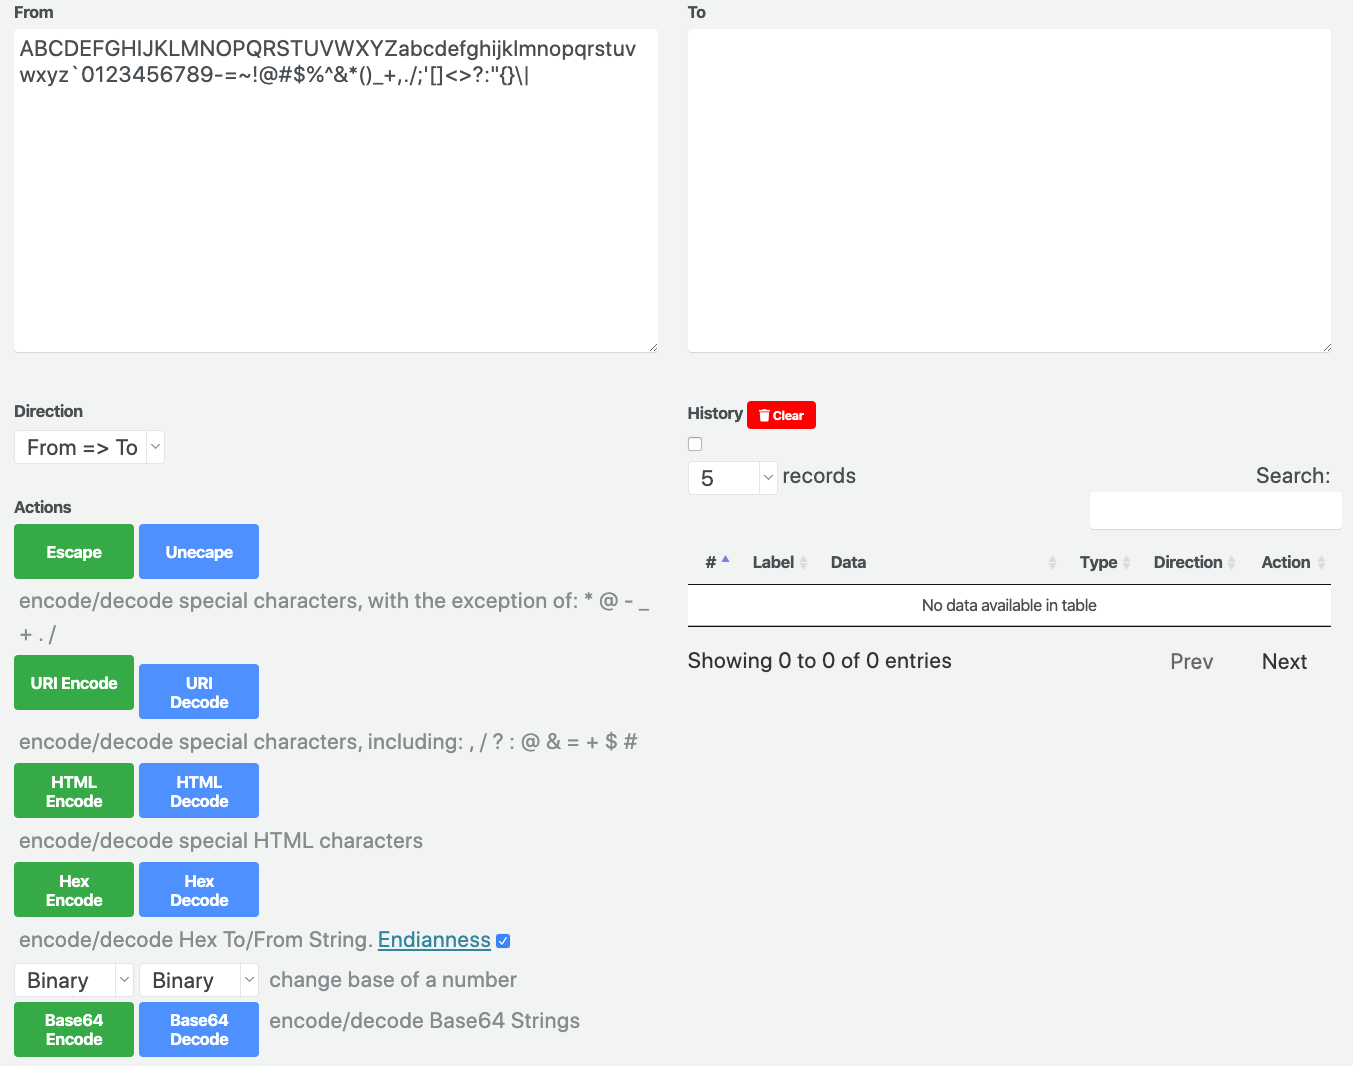 From
ABCDEFGHIJKLMNOPQRSTUVWXYZabcdefghijklmnopqrstuv
wxyz`0123456789-=~!@#$%^&*()_+,./;'[]<>?:"{}\|
To
Direction
From => To
Actions
Escape
Unecape
encode/decode special characters, with the exception of: * @ - _
+ . /
URI Encode
URI
Decode
encode/decode special characters, including: , / ? : @ & = + $ #
HTML
Encode
HTML
Decode
encode/decode special HTML characters
Hex
Encode
Hex
Decode
encode/decode Hex To/From String. Endianness
Binary
Binary
change base of a number
Base64
Encode
Base64
Decode
encode/decode Base64 Strings
History
Clear
5 records
Search:
# Label Data Type Direction Action
No data available in table
Showing 0 to 0 of 0 entries
Prev
Next